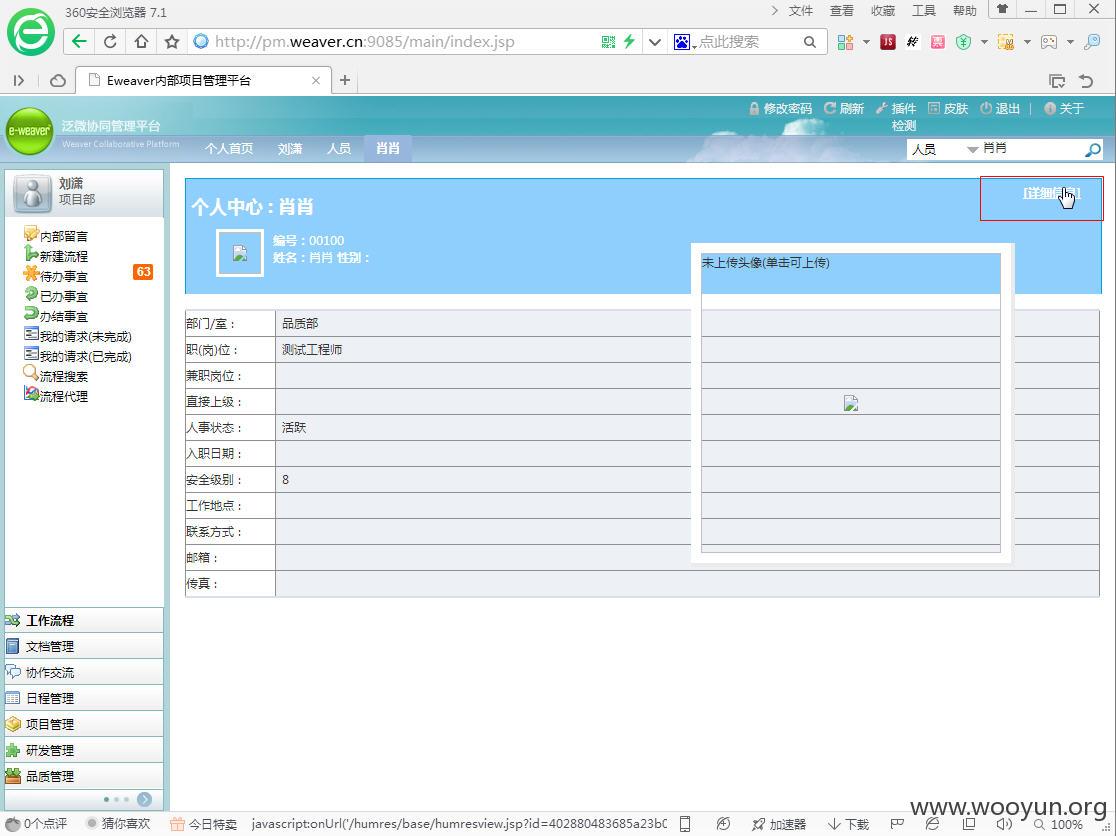 360安全浏览器 7.1
文件 查看 收藏 工具 帮助
http://pm.weaver.cn:9085/main/index.jsp
点此搜索
Eweaver内部项目管理平台
e-weaver
泛微协同管理平台
Weaver Collaborative Platform
修改密码 刷新 插件检测 皮肤 退出 | 关于
个人首页 刘潇 人员 肖肖
人员 肖肖
刘潇
项目部
内部留言
新建流程
待办事宜 63
已办事宜
办结事宜
我的请求(未完成)
我的请求(已完成)
流程搜索
流程代理
工作流程
文档管理
协作交流
日程管理
项目管理
研发管理
品质管理
个人中心 : 肖肖
[详细信息]
编号 : 00100
姓名 : 肖肖 性别 :
未上传头像(单击可上传)
部门/室 : 品质部
职(岗)位 : 测试工程师
兼职岗位 :
直接上级 :
人事状态 : 活跃
入职日期 :
安全级别 : 8
工作地点 :
联系方式 :
邮箱 :
传真 :
www.wooyun.org
0个点评 猜你喜欢 今日特卖 javascript:onUrl('/humres/base/humresview.jsp?id=402880483685a23b0 加速器 下载 100%